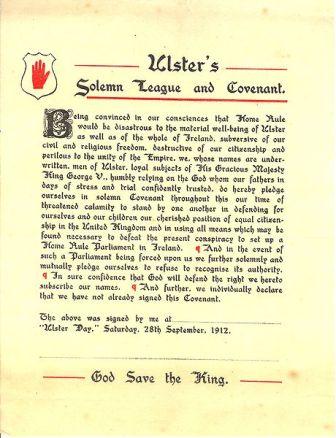 Ulster's
Solemn League and Covenant.
Being convinced in our consciences that Home Rule
would be disastrous to the material well-being of Ulster
as well as of the whole of Ireland, subversive of our
civil and religious freedom, destructive of our citizenship and
perilous to the unity of the Empire, we, whose names are under-
written, men of Ulster, loyal subjects of His Gracious Majesty
King George V., humbly relying on the God whom our fathers in
days of stress and trial confidently trusted, do hereby pledge
ourselves in solemn Covenant throughout this our time of
threatened calamity to stand by one another in defending for
ourselves and our children our cherished position of equal citizen-
ship in the United Kingdom and in using all means which may be
found necessary to defeat the present conspiracy to set up a
Home Rule Parliament in Ireland. ¶ And in the event of
such a Parliament being forced upon us we further solemnly and
mutually pledge ourselves to refuse to recognise its authority.
¶ In sure confidence that God will defend the right we hereto
subscribe our names. ¶ And further, we individually declare
that we have not already signed this Covenant.
The above was signed by me at
"Ulster Day," Saturday, 28th September, 1912.
God Save the King.